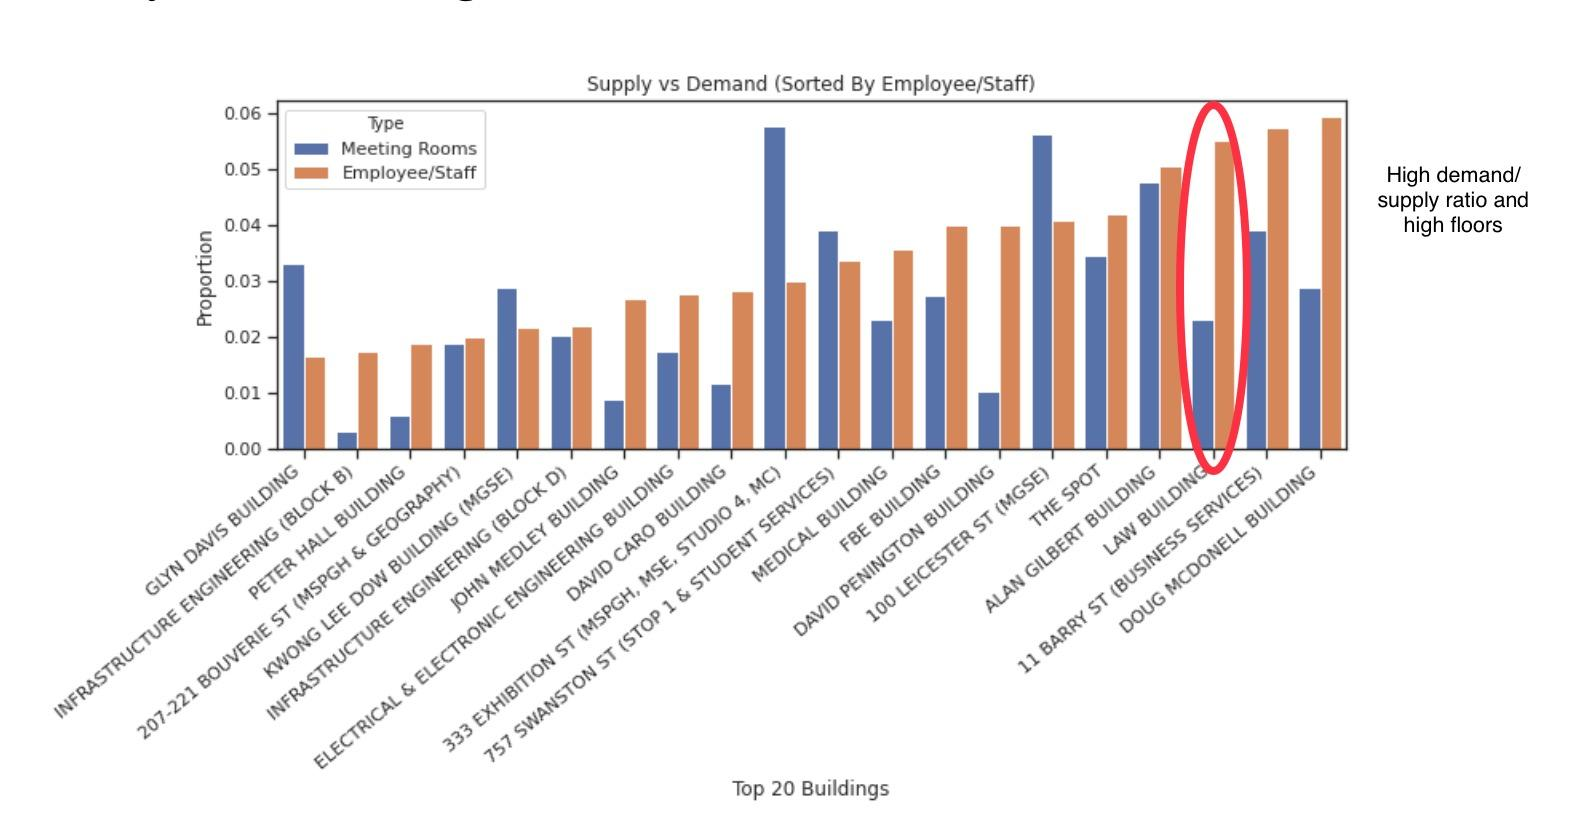 Supply vs Demand (Sorted By Employee/Staff)
Type
Meeting Rooms
Employee/Staff
High demand/
supply ratio and
high floors
Proportion
0.06
0.05
0.04
0.03
0.02
0.01
0.00
GLYN DAVIS BUILDING
INFRASTRUCTURE ENGINEERING (BLOCK B)
PETER HALL BUILDING
207-221 BOUVERIE ST (MSPGH & GEOGRAPHY)
KWONG LEE DOW BUILDING (MGSE)
INFRASTRUCTURE ENGINEERING (BLOCK D)
JOHN MEDLEY BUILDING
ELECTRICAL & ELECTRONIC ENGINEERING BUILDING
DAVID CARO BUILDING
333 EXHIBITION ST (MSPGH, MSE, STUDIO 4, MC)
757 SWANSTON ST (STOP 1 & STUDENT SERVICES)
MEDICAL BUILDING
FBE BUILDING
DAVID PENINGTON BUILDING
100 LEICESTER ST (MGSE)
THE SPOT
ALAN GILBERT BUILDING
LAW BUILDING
11 BARRY ST (BUSINESS SERVICES)
DOUG MCDONELL BUILDING
Top 20 Buildings